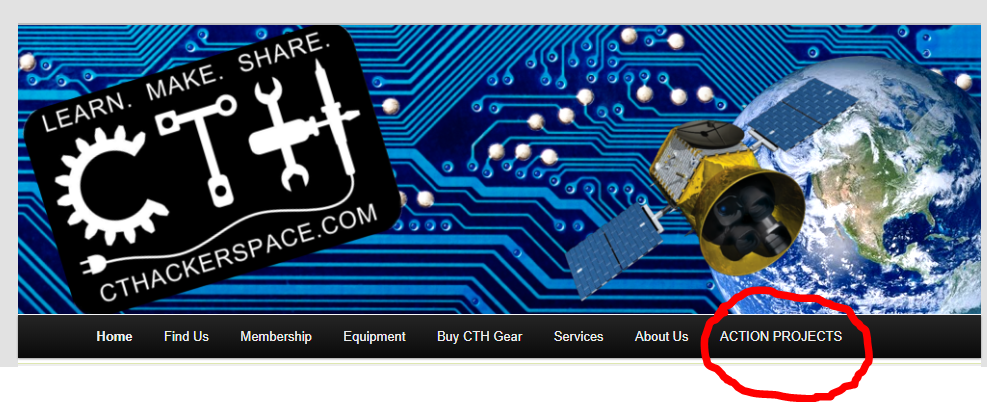 LEARN. MAKE. SHARE.
CTH
CTHACKERSPACE.COM
Home Find Us Membership Equipment Buy CTH Gear Services About Us ACTION PROJECTS